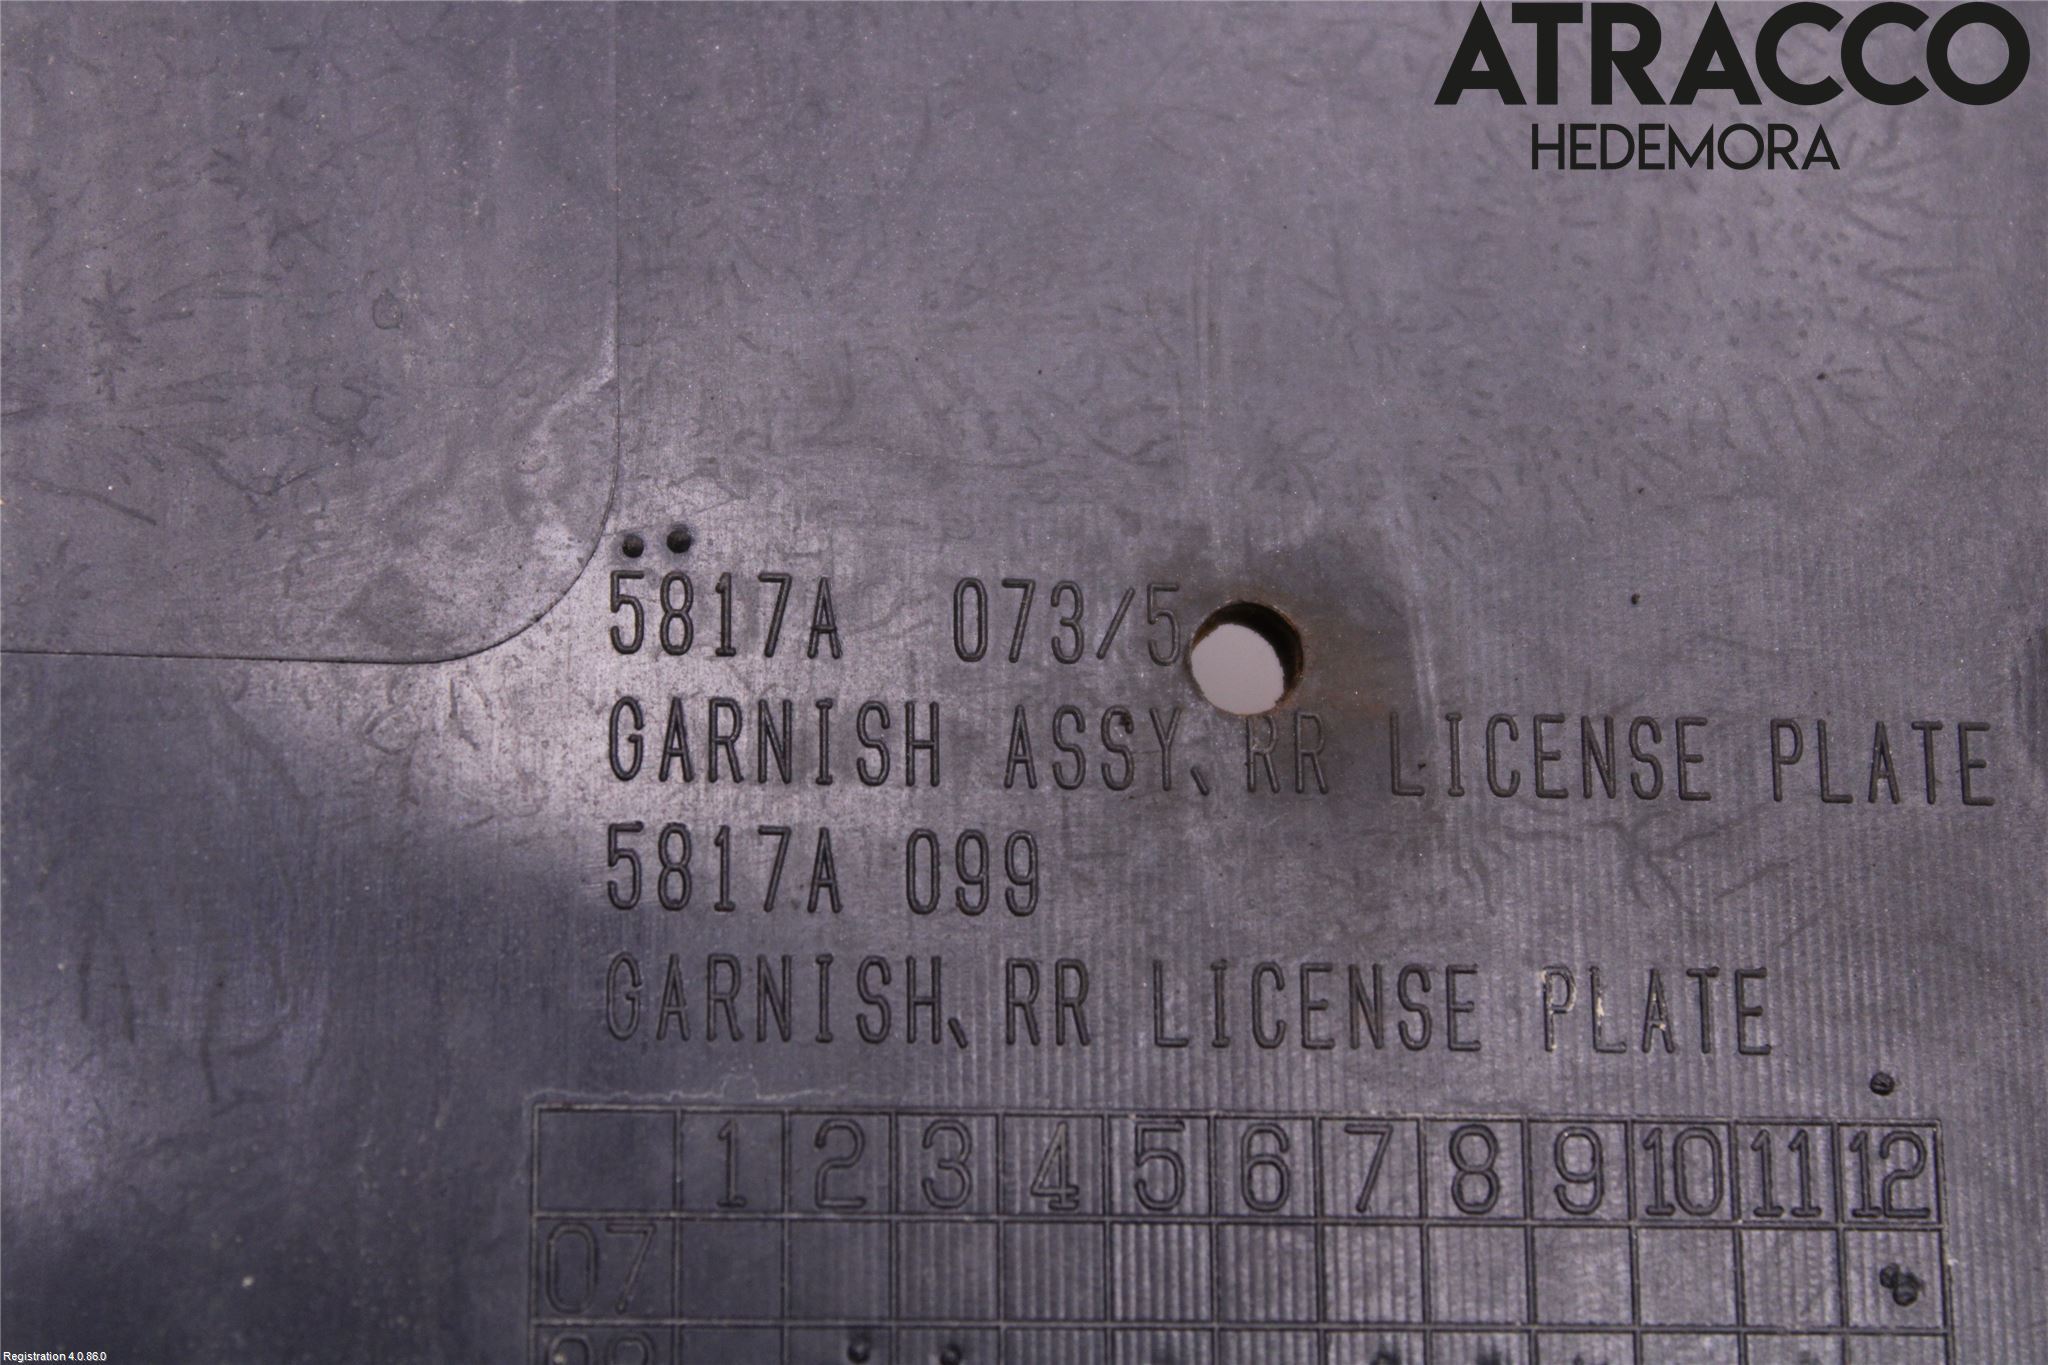 ATRACCO
HEDEMORA
5817A 073/5
GARNISH ASSY, RR LICENSE PLATE
5817A 099
GARNISH, RR LICENSE PLATE
1 2 3 4 5 6 7 8 9 10 11 12
07
Registration 4.0.86.0